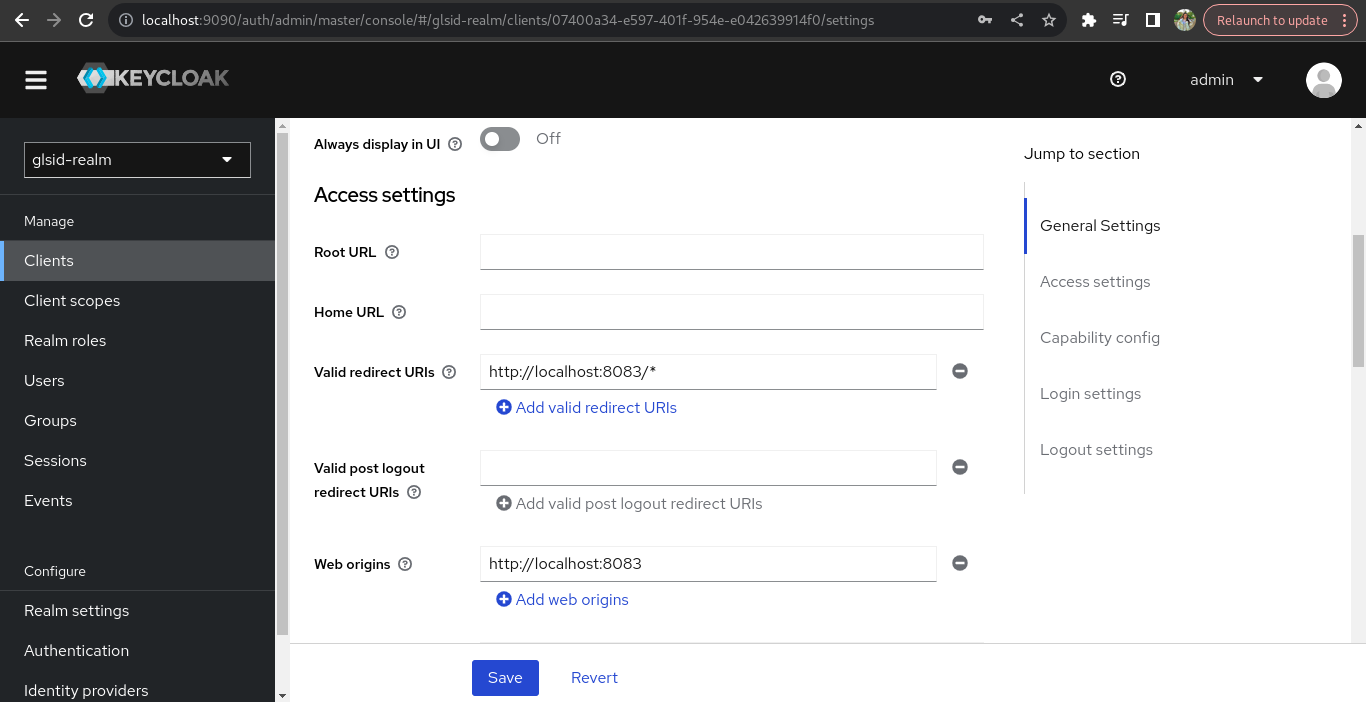 localhost:9090/auth/admin/master/console/#/glsid-realm/clients/07400a34-e597-401f-954e-e042639914f0/settings
Relaunch to update
KEYCLOAK
admin
glsid-realm
Manage
Clients
Client scopes
Realm roles
Users
Groups
Sessions
Events
Configure
Realm settings
Authentication
Identity providers
Always display in UI
Off
Access settings
Root URL
Home URL
Valid redirect URIs
http://localhost:8083/*
Add valid redirect URIs
Valid post logout
redirect URIs
Add valid post logout redirect URIs
Web origins
http://localhost:8083
Add web origins
Save
Revert
Jump to section
General Settings
Access settings
Capability config
Login settings
Logout settings